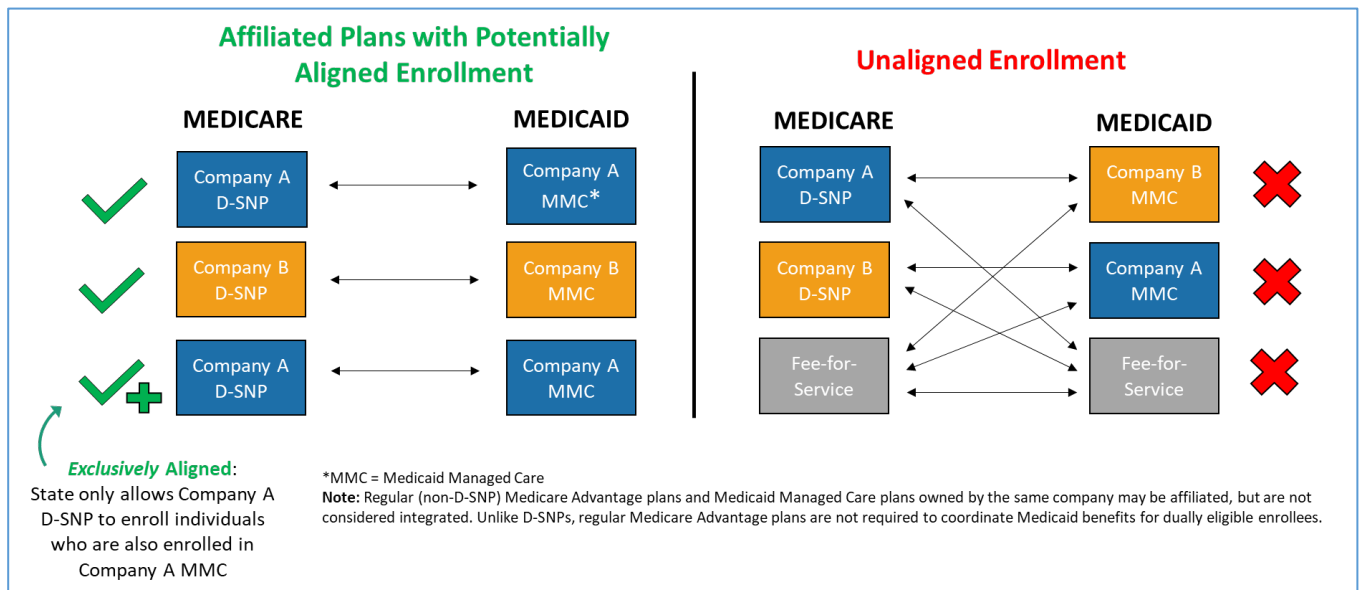 Affiliated Plans with Potentially
Aligned Enrollment
MEDICARE
MEDICAID
Company A
D-SNP
Company A
MMC*
Company B
D-SNP
Company B
MMC
Company A
D-SNP
Company A
MMC
Exclusively Aligned:
State only allows Company A
D-SNP to enroll individuals
who are also enrolled in
Company A MMC
Unaligned Enrollment
MEDICARE
MEDICAID
Company A
D-SNP
Company B
MMC
Company B
D-SNP
Company A
MMC
Fee-for-
Service
Fee-for-
Service
*MMC = Medicaid Managed Care
Note: Regular (non-D-SNP) Medicare Advantage plans and Medicaid Managed Care plans owned by the same company may be affiliated, but are not
considered integrated. Unlike D-SNPs, regular Medicare Advantage plans are not required to coordinate Medicaid benefits for dually eligible enrollees.